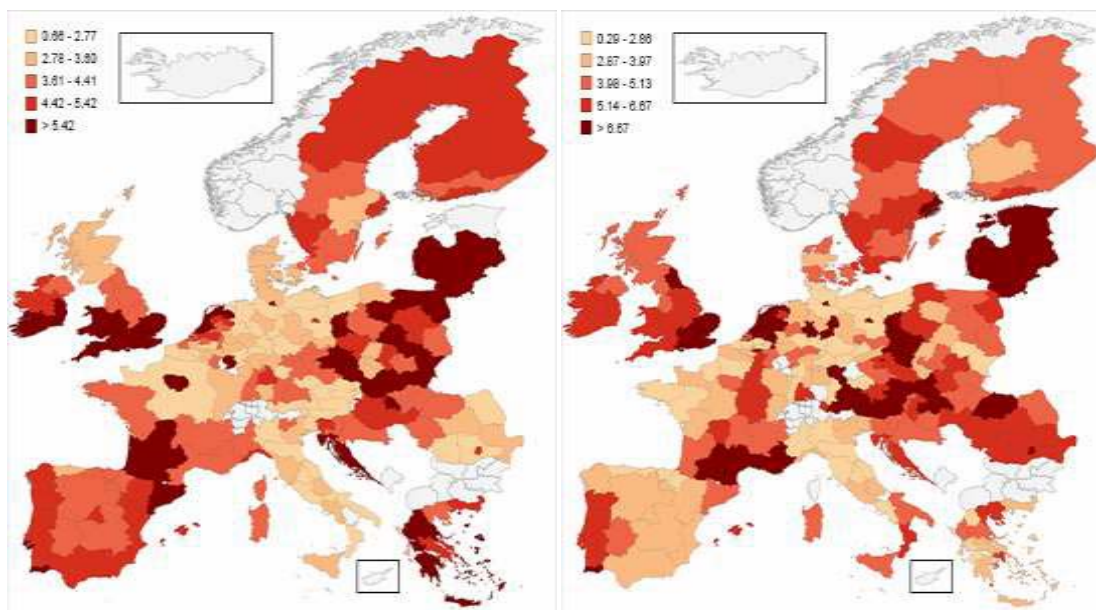 0.66 - 2.77
2.78 - 3.60
3.61 - 4.41
4.42 - 5.42
> 5.42
0.29 - 2.86
2.87 - 3.97
3.98 - 5.13
5.14 - 6.67
> 6.67